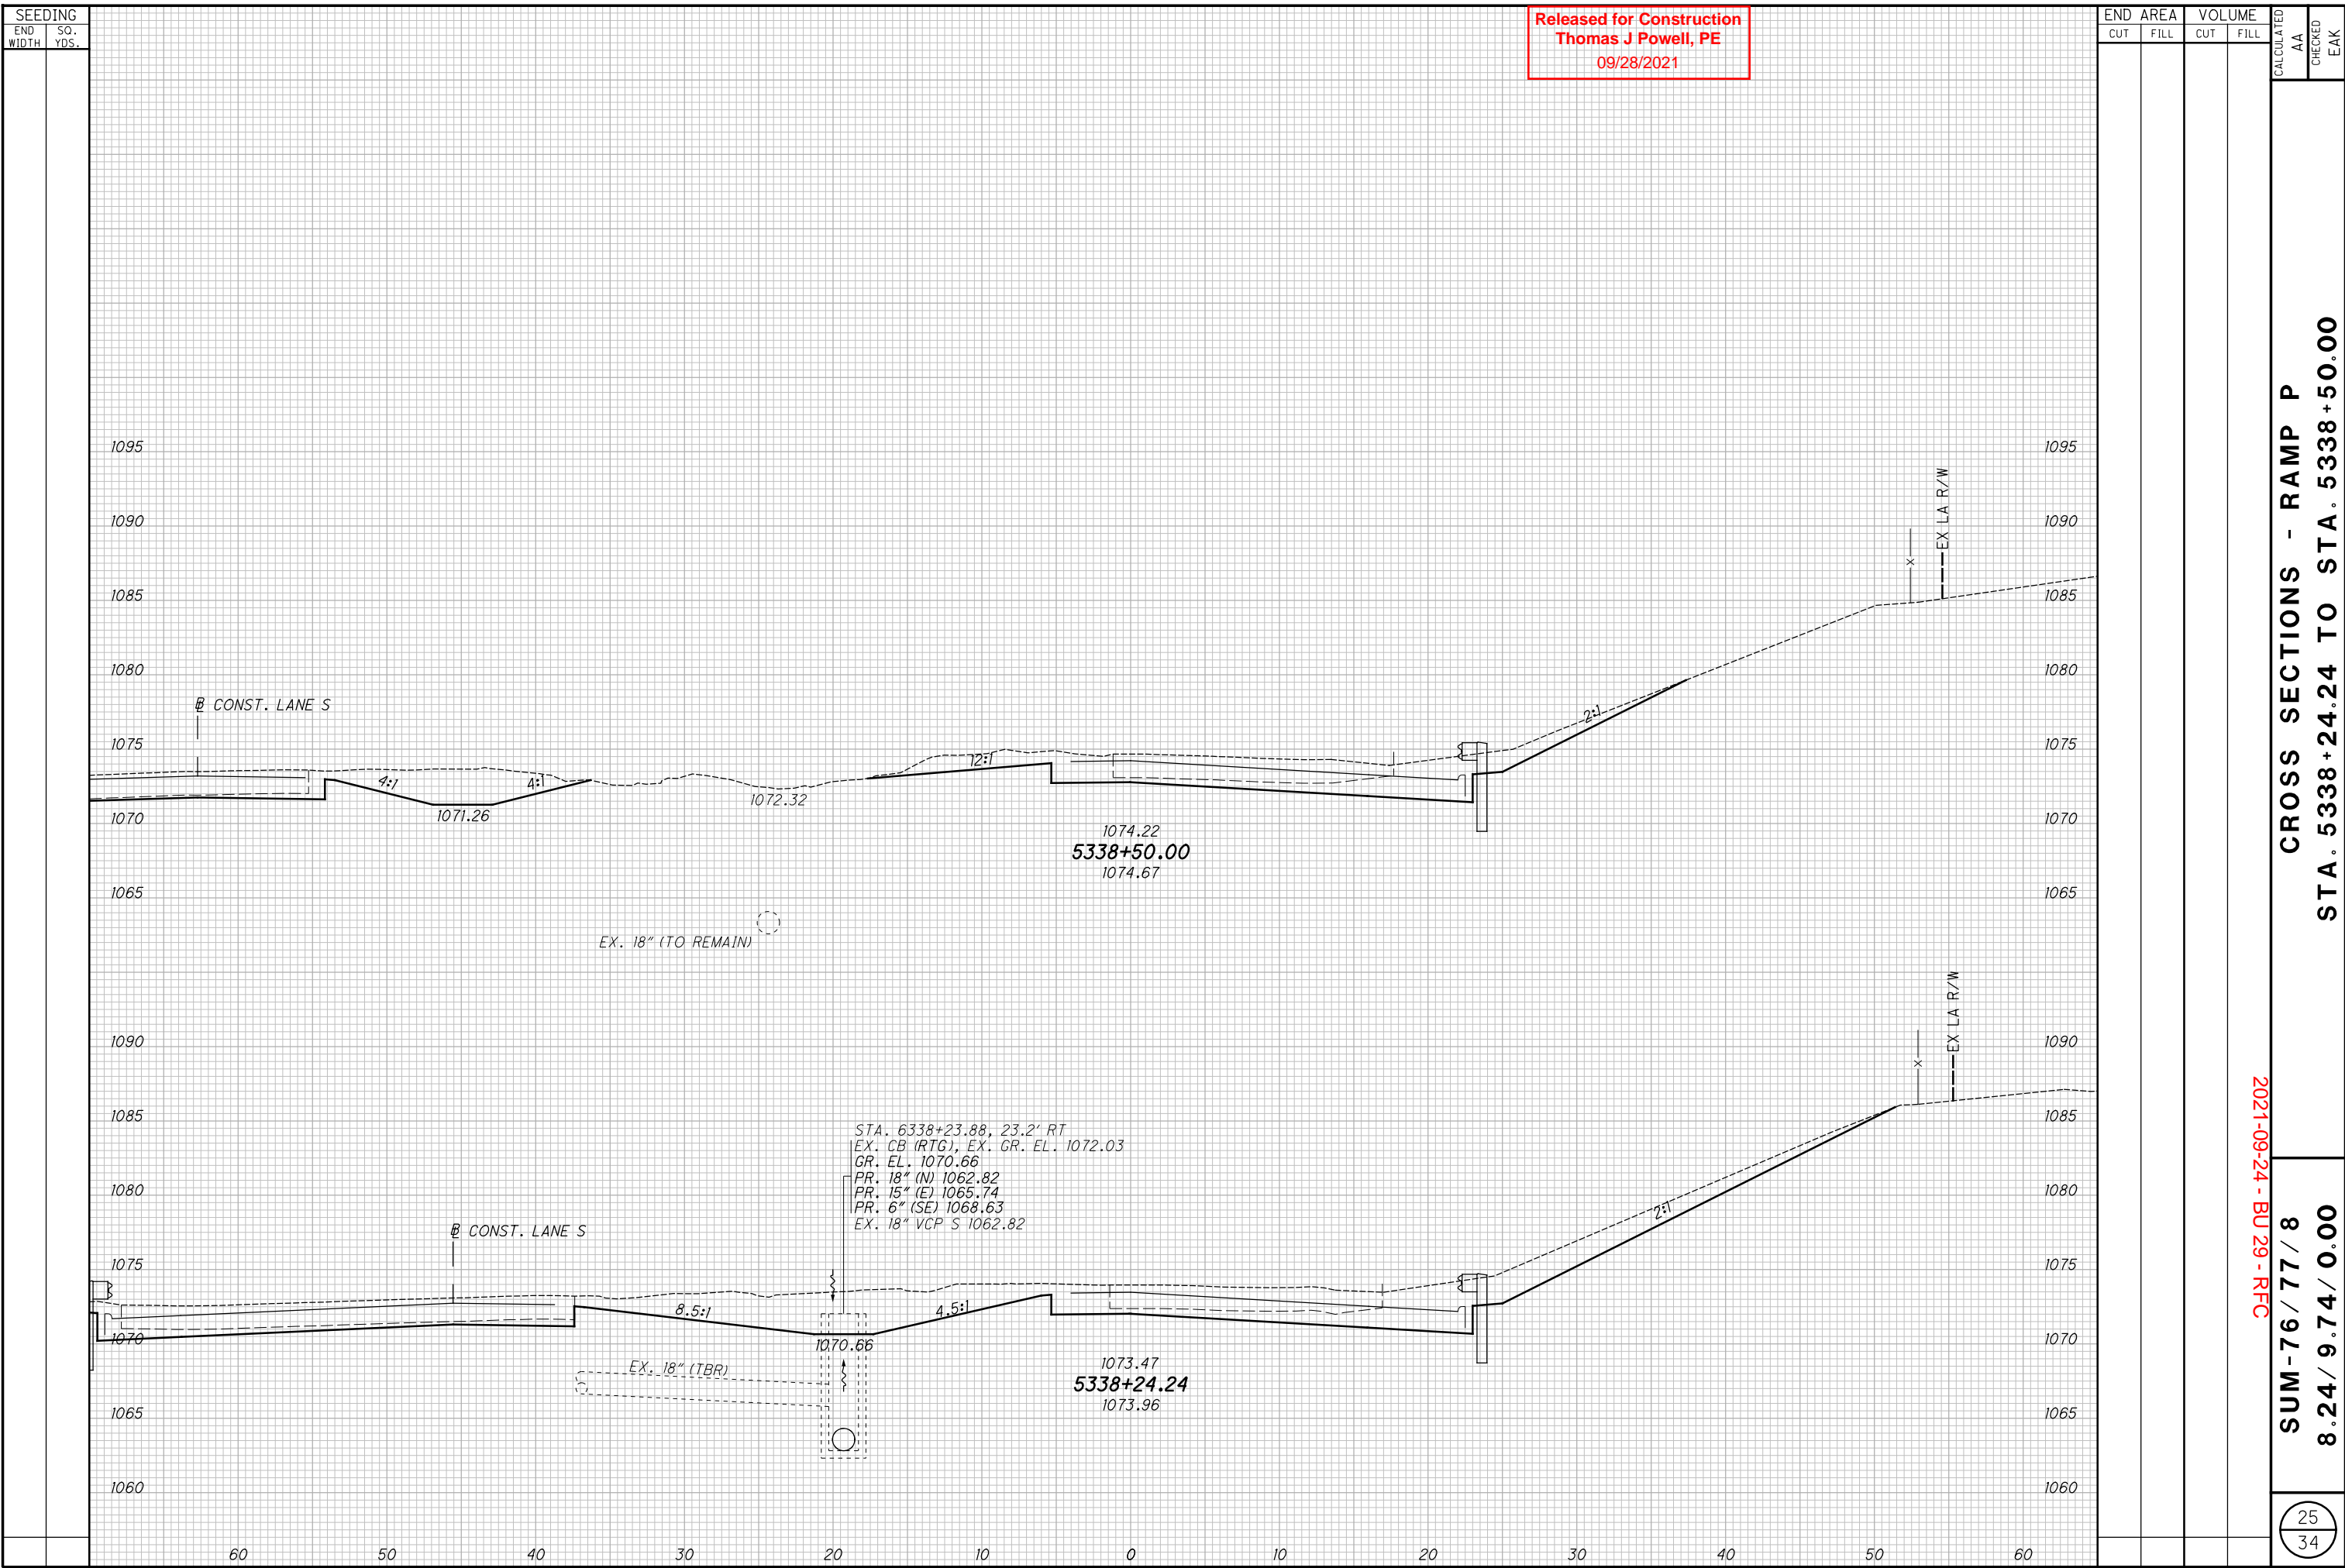 SEEDING
END WIDTH
SQ. YDS.
Released for Construction
Thomas J Powell, PE
09/28/2021
END AREA
VOLUME
CUT
FILL
CUT
FILL
CALCULATED
AA
CHECKED
EAK
CROSS SECTIONS - RAMP P
STA. 5338+24.24 TO STA. 5338+50.00
2021-09-24 - BU 29 - RFC
SUM-76/77/8
8.24/9.74/0.00
25
34
1095
1095
1090
1090
1085
1085
1080
1080
1075
1075
1070
1070
1065
1065
EX LA R/W
X
℄ CONST. LANE S
4:1
4:1
12:1
2:1
1071.26
1072.32
1074.22
5338+50.00
1074.67
EX. 18" (TO REMAIN)
1090
1090
1085
1085
1080
1080
1075
1075
1070
1070
1065
1065
1060
1060
EX LA R/W
X
STA. 6338+23.88, 23.2' RT
EX. CB (RTG), EX. GR. EL. 1072.03
GR. EL. 1070.66
PR. 18" (N) 1062.82
PR. 15" (E) 1065.74
PR. 6" (SE) 1068.63
EX. 18" VCP S 1062.82
℄ CONST. LANE S
8.5:1
4.5:1
2:1
1070.66
EX. 18" (TBR)
1073.47
5338+24.24
1073.96
60 50 40 30 20 10 0 10 20 30 40 50 60